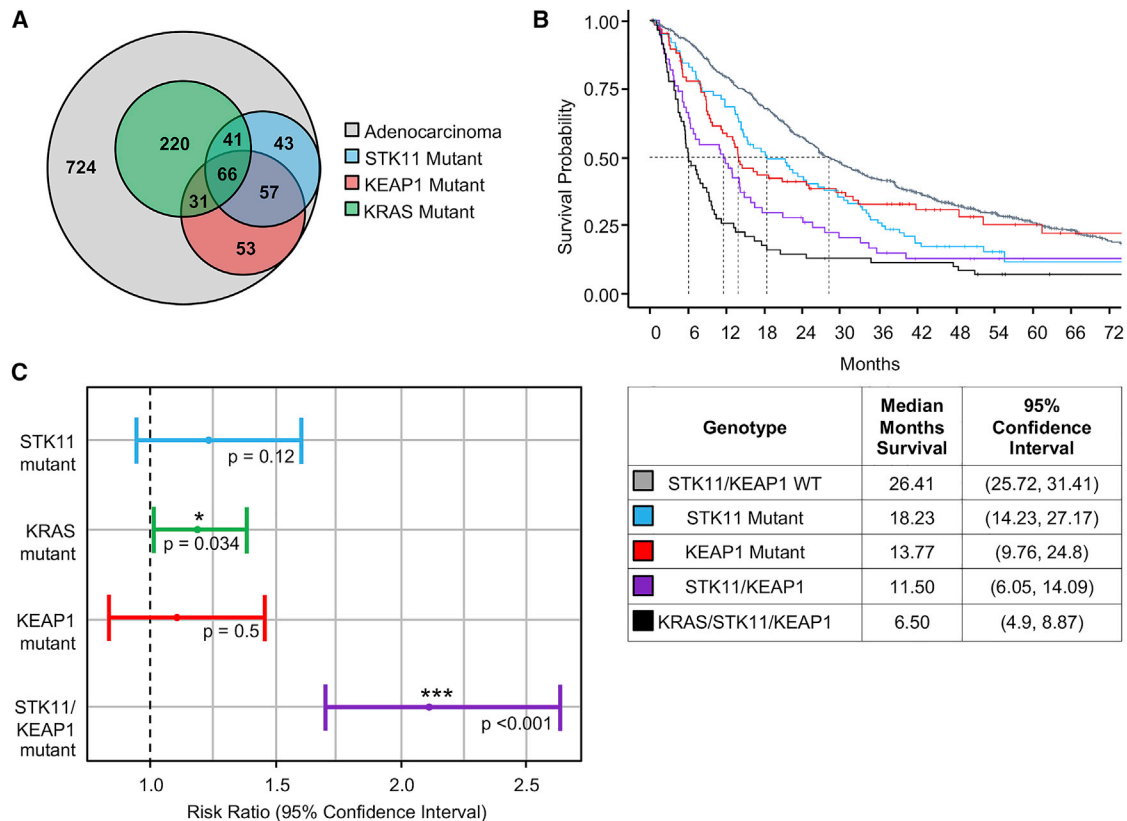 A
724
220
41
43
66
57
31
53
Adenocarcinoma
STK11 Mutant
KEAP1 Mutant
KRAS Mutant
B
Survival Probability
1.00
0.75
0.50
0.25
0.00
0 6 12 18 24 30 36 42 48 54 60 66 72
Months
Genotype
Median
Months
Survival
95%
Confidence
Interval
STK11/KEAP1 WT 26.41 (25.72, 31.41)
STK11 Mutant 18.23 (14.23, 27.17)
KEAP1 Mutant 13.77 (9.76, 24.8)
STK11/KEAP1 11.50 (6.05, 14.09)
KRAS/STK11/KEAP1 6.50 (4.9, 8.87)
C
STK11
mutant
p = 0.12
KRAS
mutant
*
p = 0.034
KEAP1
mutant
p = 0.5
STK11/
KEAP1
mutant
***
p <0.001
1.0 1.5 2.0 2.5
Risk Ratio (95% Confidence Interval)